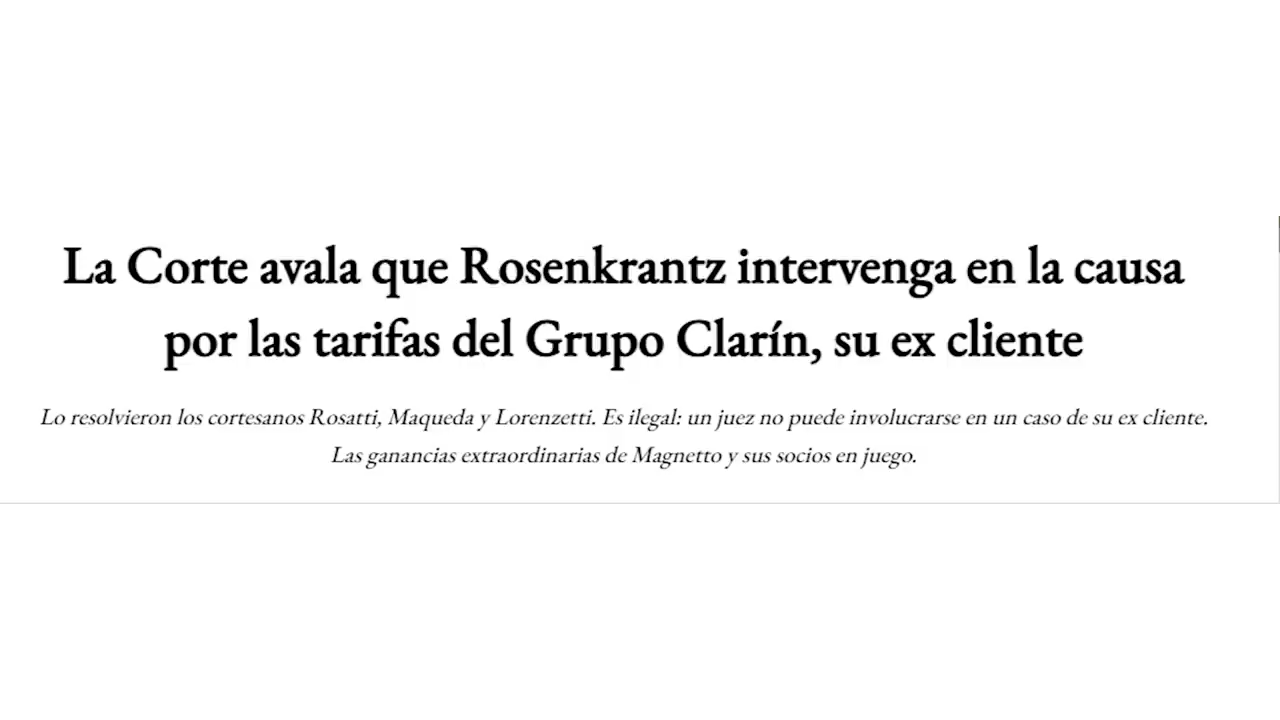 La Corte avala que Rosenkrantz intervenga en la causa
por las tarifas del Grupo Clarín, su ex cliente
Lo resolvieron los cortesanos Rosatti, Maqueda y Lorenzetti. Es ilegal: un juez no puede involucrarse en un caso de su ex cliente.
Las ganancias extraordinarias de Magnetto y sus socios en juego.